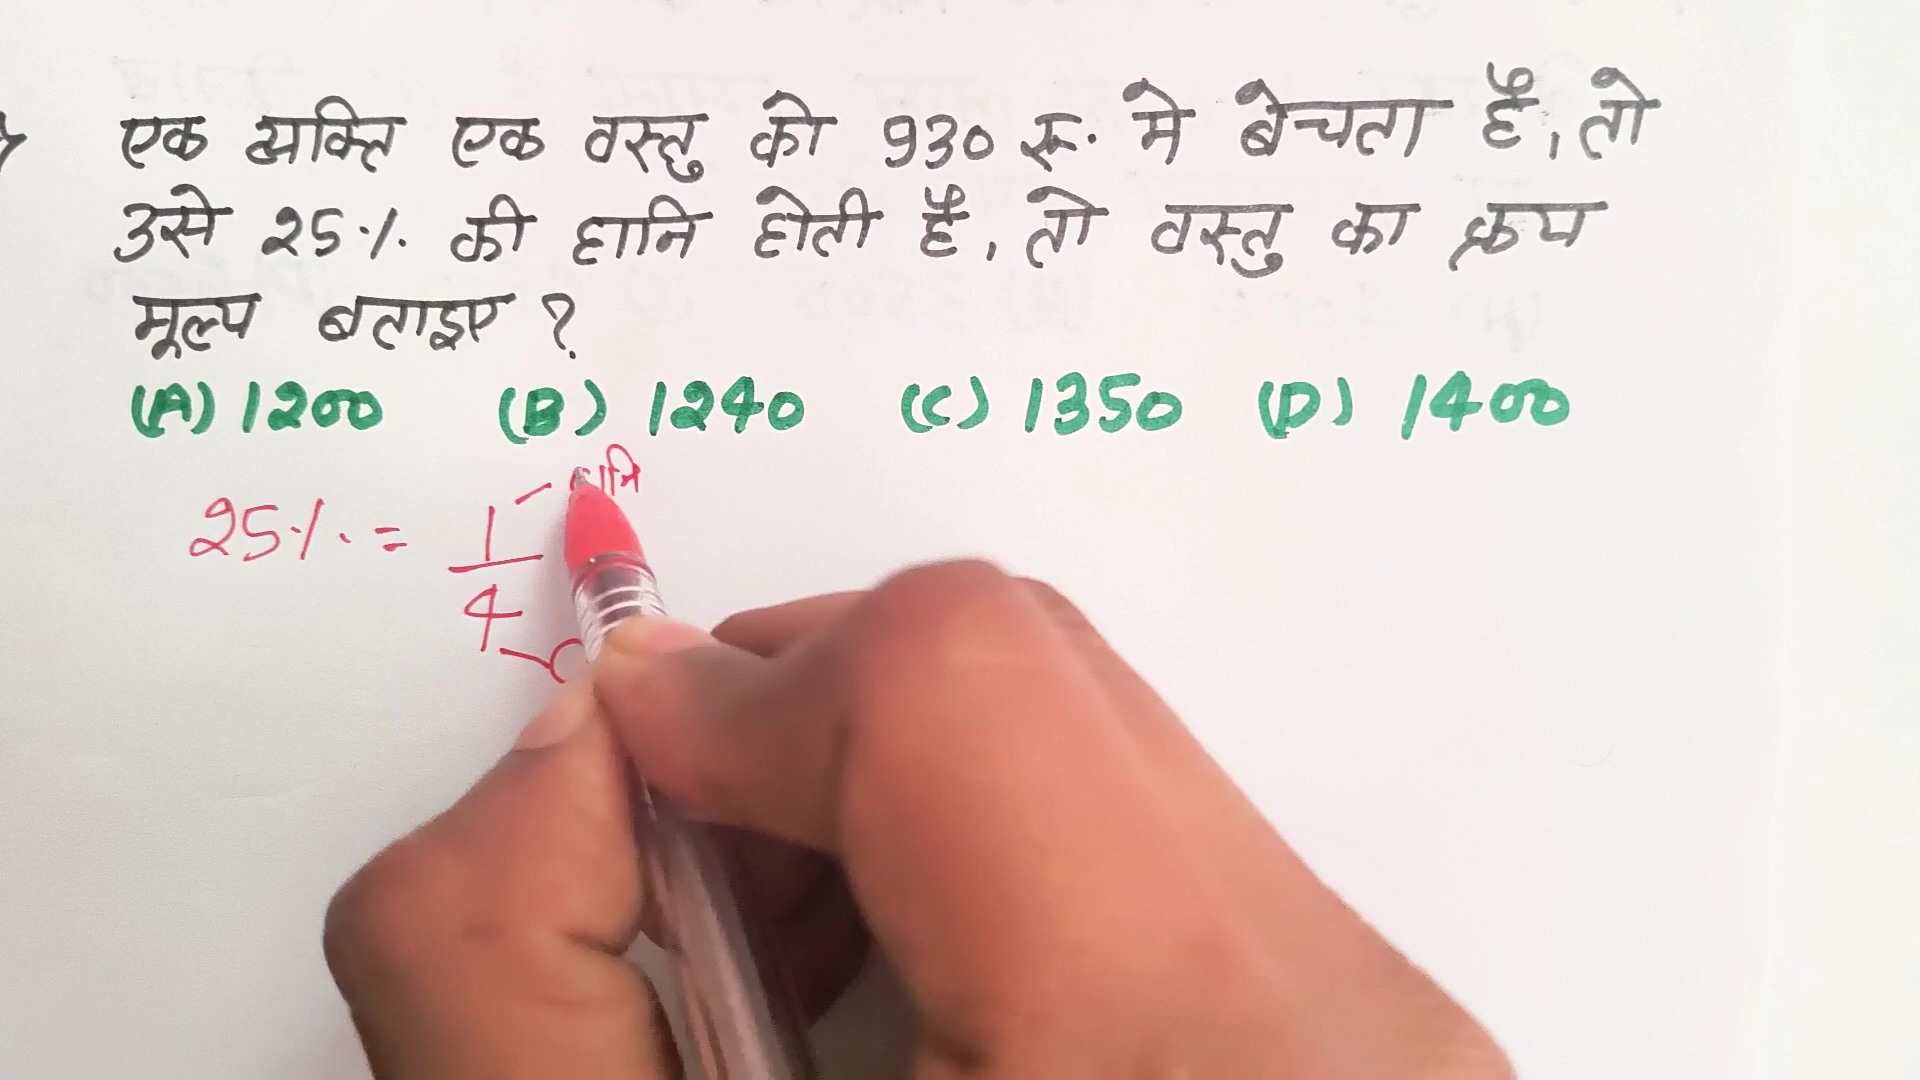 एक व्यक्ति एक वस्तु को 930 रू. मे बेचता है, तो
उसे 25% की हानि होती है, तो वस्तु का क्रय
मूल्य बताइए ?
(A) 1200 (B) 1240 (C) 1350 (D) 1400
25% = 1/4